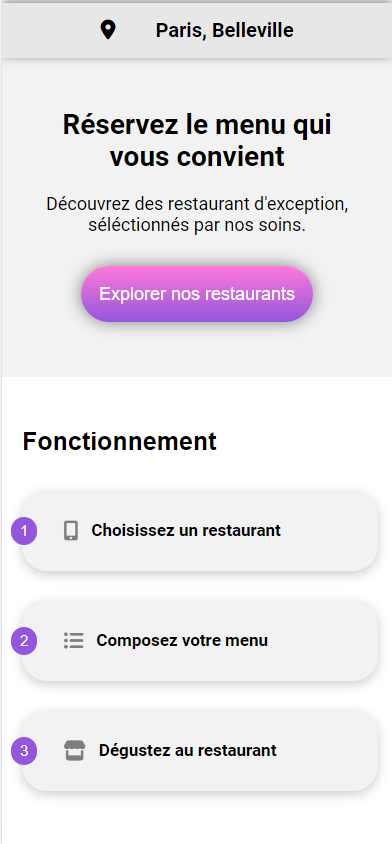 Paris, Belleville
Réservez le menu qui
vous convient
Découvrez des restaurant d'exception,
séléctionnés par nos soins.
Explorer nos restaurants
Fonctionnement
1 Choisissez un restaurant
2 Composez votre menu
3 Dégustez au restaurant